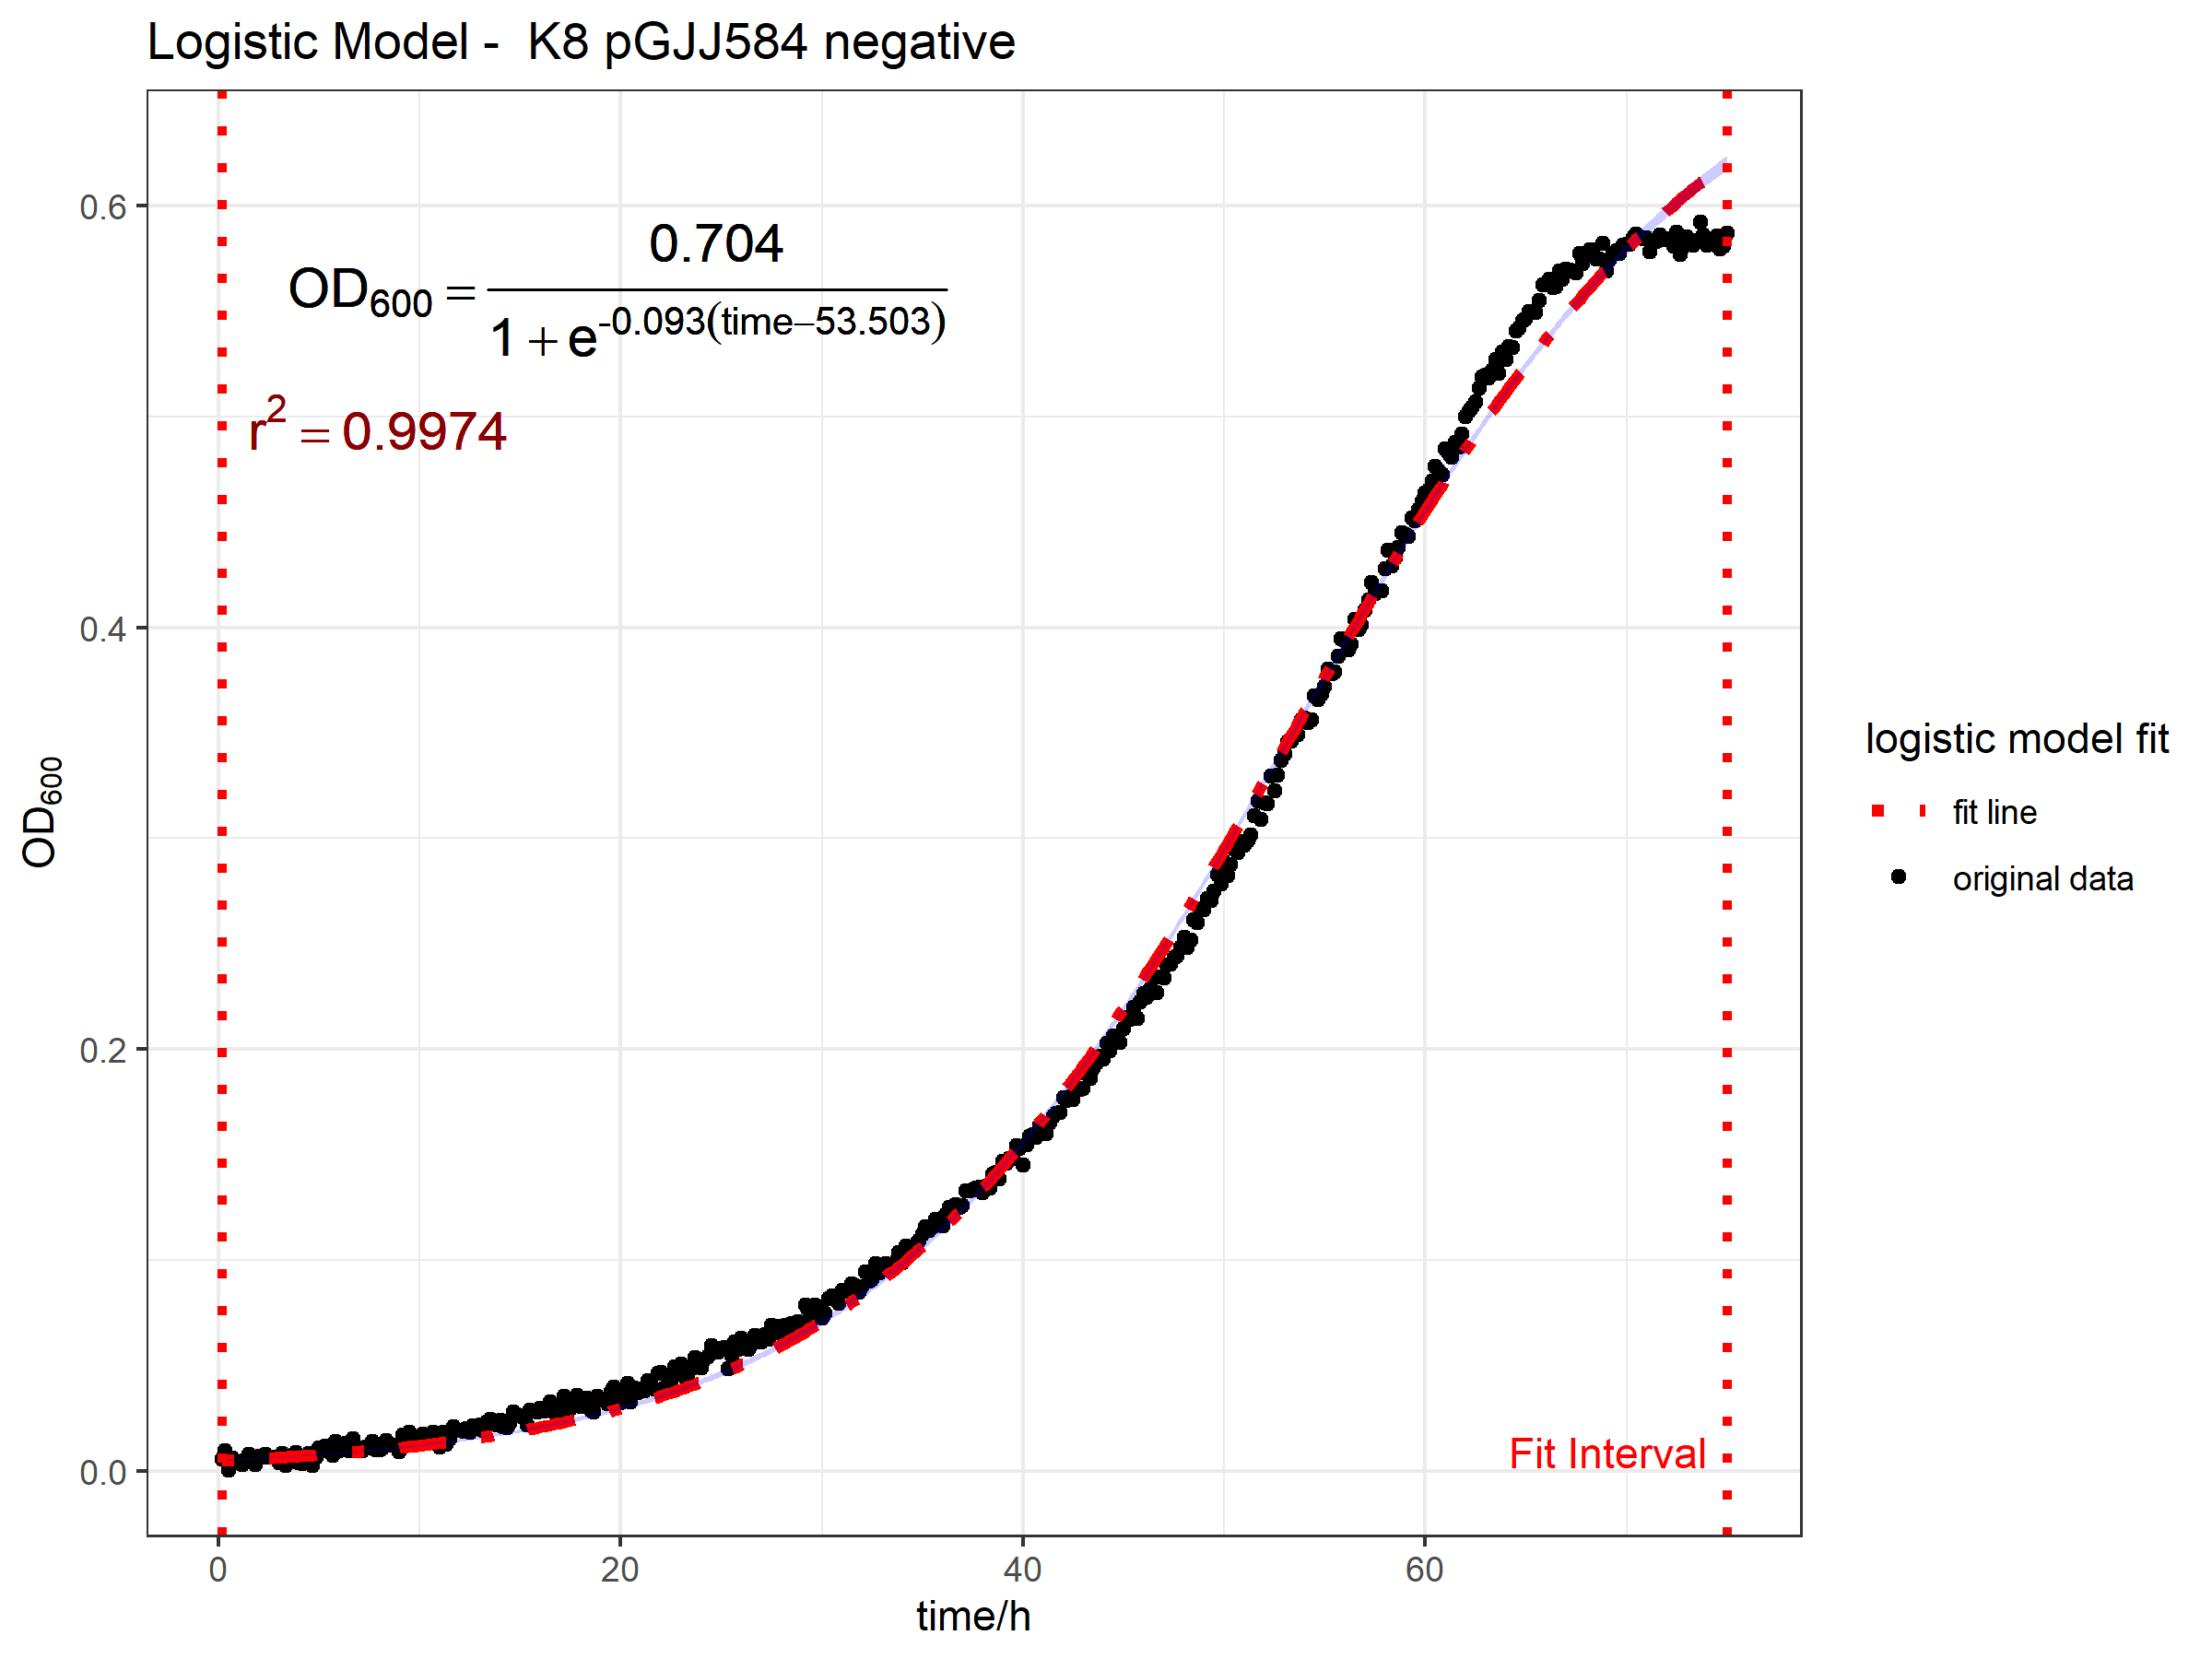 Logistic Model -  K8 pGJJ584 negative
OD600 = 0.704 / 1 + e^-0.093(time−53.503)
r2 = 0.9974
0.6
0.4
0.2
0.0
OD600
0 20 40 60
time/h
Fit Interval
logistic model fit
fit line
original data